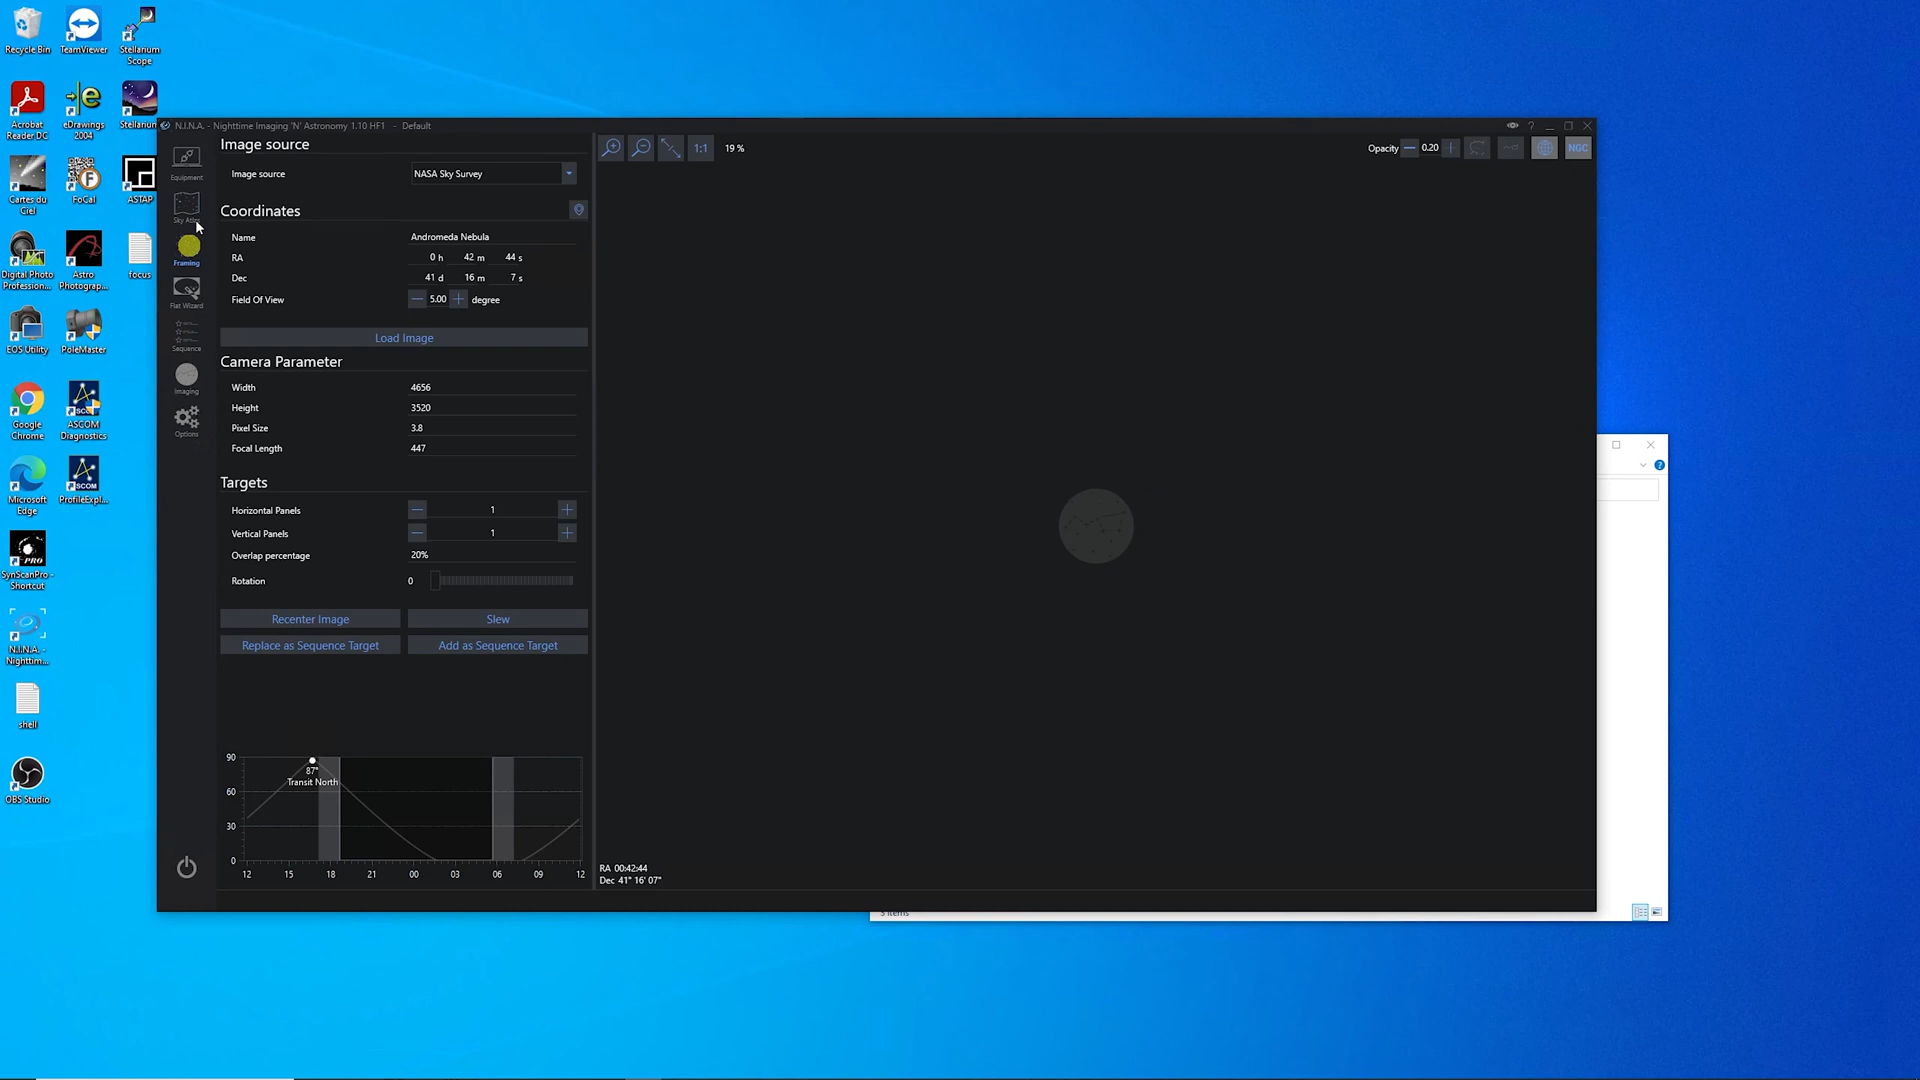 Recycle Bin
TeamViewer
Stellarium
Scope
Acrobat
Reader DC
eDrawings
2004
Stellarium
Cartes du
Ciel
FoCal
ASTAP
Digital Photo
Profession...
Astro
Photograp...
focus
EOS Utility
PoleMaster
Google
Chrome
ASCOM
Diagnostics
Microsoft
Edge
ProfileExpl...
SynScanPro -
Shortcut
N.I.N.A. -
Nighttim...
shell
OBS Studio
N.I.N.A. - Nighttime Imaging 'N' Astronomy 1.10 HF1 - Default
Equipment
Sky Atlas
Framing
Flat Wizard
Sequence
Imaging
Options
Image source
Image source NASA Sky Survey
Coordinates
Name Andromeda Nebula
RA 0 h 42 m 44 s
Dec 41 d 16 m 7 s
Field Of View 5.00 degree
Load Image
Camera Parameter
Width 4656
Height 3520
Pixel Size 3.8
Focal Length 447
Targets
Horizontal Panels 1
Vertical Panels 1
Overlap percentage 20%
Rotation 0
Recenter Image Slew
Replace as Sequence Target Add as Sequence Target
90
60
30
0
87°
Transit North
12 15 18 21 00 03 06 09 12
1:1 19 %
Opacity 0.20 NGC
RA 00:42:44
Dec 41° 16' 07"
3 items